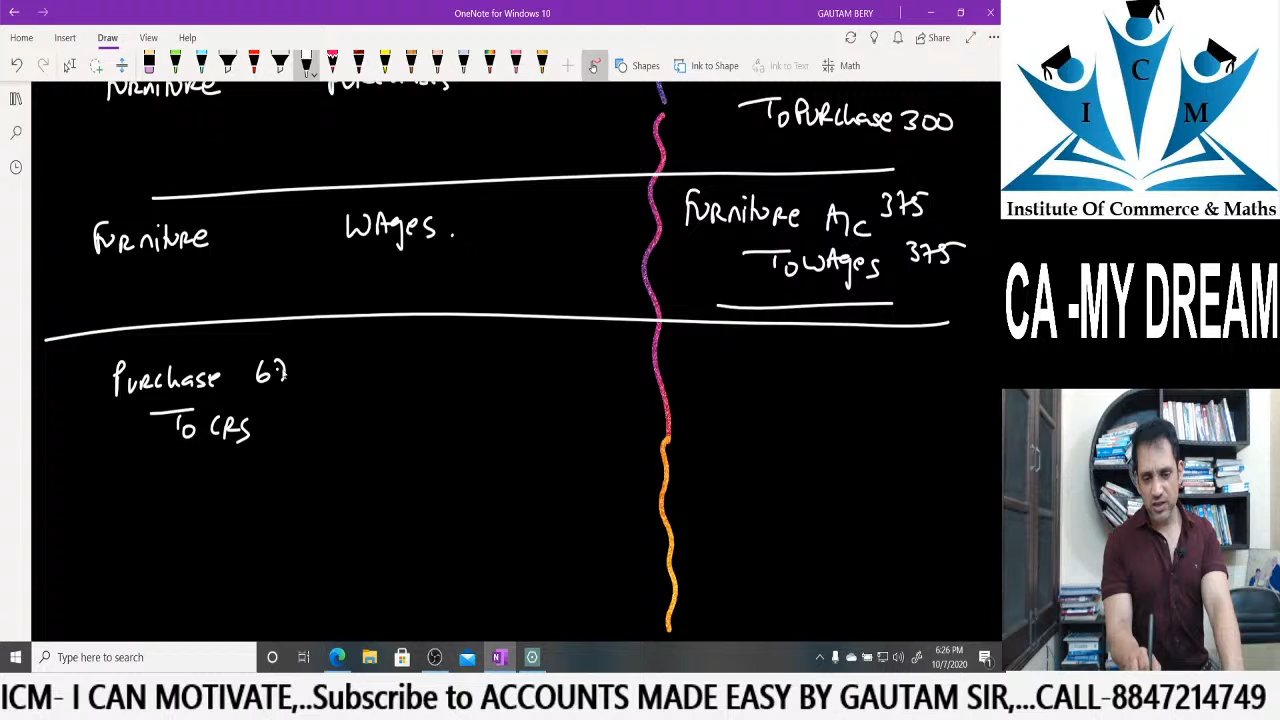 OneNote for Windows 10
GAUTAM BERY
Home Insert Draw View Help
Share
Shapes
Ink to Shape
Ink to Text
Math
FURNITURE
To Purchase 300
Furniture A/C 375
FURNITURE WAges.
To WAges 375
Purchase
To CRS
Type here to search
6:26 PM
10/7/2020
I C M
Institute Of Commerce & Maths
CA -MY DREAM
ICM- I CAN MOTIVATE,..Subscribe to ACCOUNTS MADE EASY BY GAUTAM SIR,...CALL-8847214749